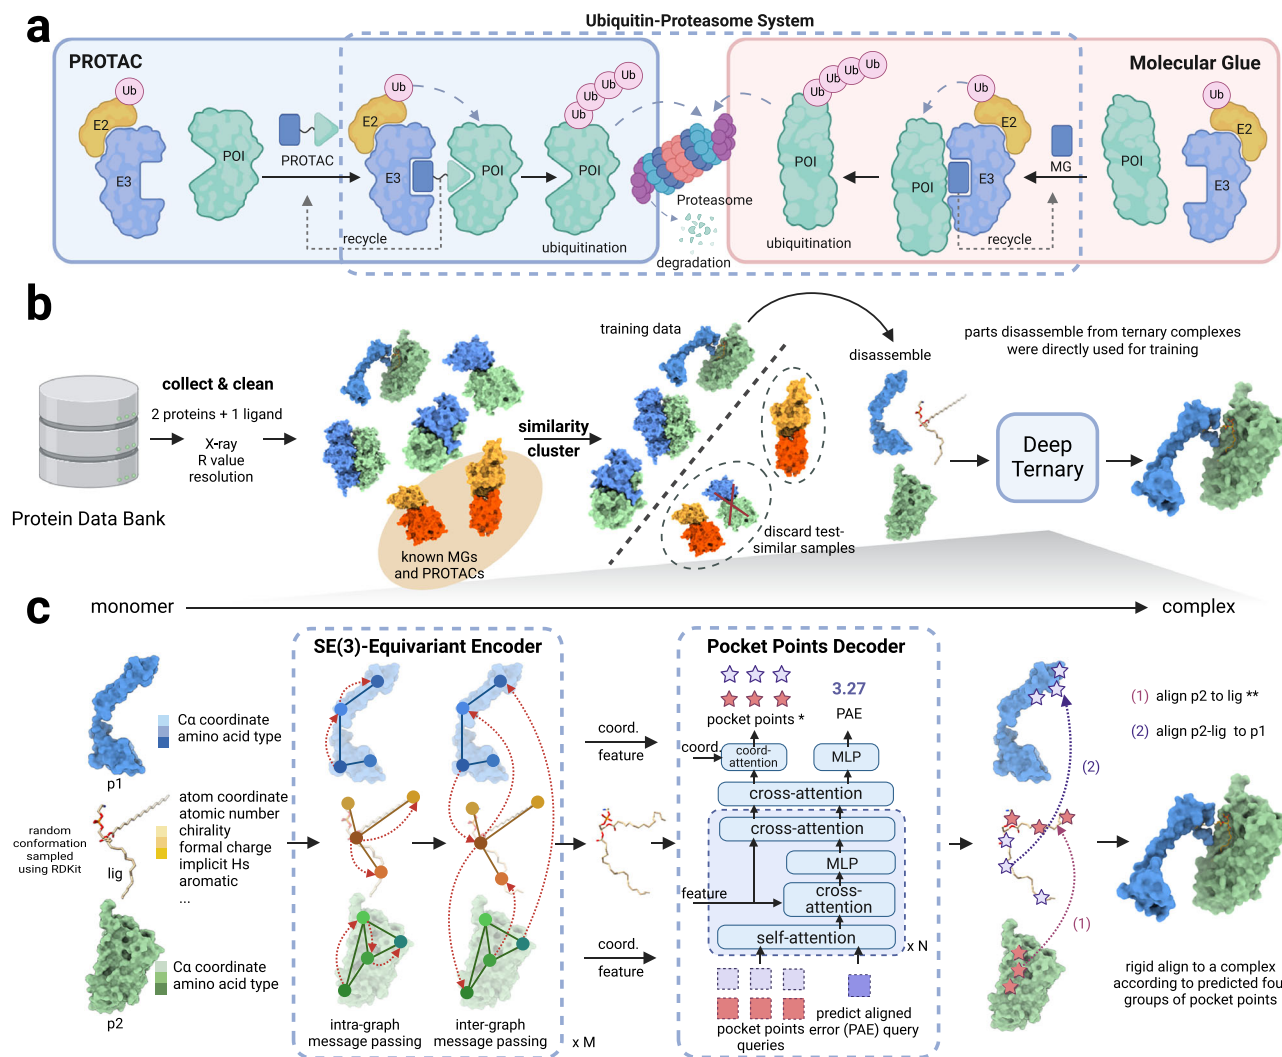 a
Ubiquitin-Proteasome System
PROTAC
Molecular Glue
Ub
E2
E3
POI
PROTAC
Ub
E2
E3
POI
recycle
Ub
Ub
Ub
Ub
POI
ubiquitination
Proteasome
degradation
Ub
Ub
Ub
Ub
POI
ubiquitination
Ub
E2
E3
POI
MG
recycle
POI
Ub
E2
E3
b
Protein Data Bank
collect & clean
2 proteins + 1 ligand
X-ray
R value
resolution
known MGs
and PROTACs
similarity
cluster
training data
discard test-
similar samples
disassemble
parts disassemble from ternary complexes
were directly used for training
Deep
Ternary
c
monomer
complex
p1
Cα coordinate
amino acid type
random
conformation
sampled
using RDKit
lig
atom coordinate
atomic number
chirality
formal charge
implicit Hs
aromatic
...
p2
Cα coordinate
amino acid type
SE(3)-Equivariant Encoder
intra-graph
message passing
inter-graph
message passing
x M
coord.
feature
coord.
feature
Pocket Points Decoder
3.27
pocket points *
PAE
coord.
coord-
attention
MLP
cross-attention
cross-attention
MLP
feature
cross-
attention
self-attention
x N
pocket points
queries
predict aligned
error (PAE) query
(1) align p2 to lig **
(2) align p2-lig to p1
(2)
(1)
rigid align to a complex
according to predicted fou
groups of pocket points